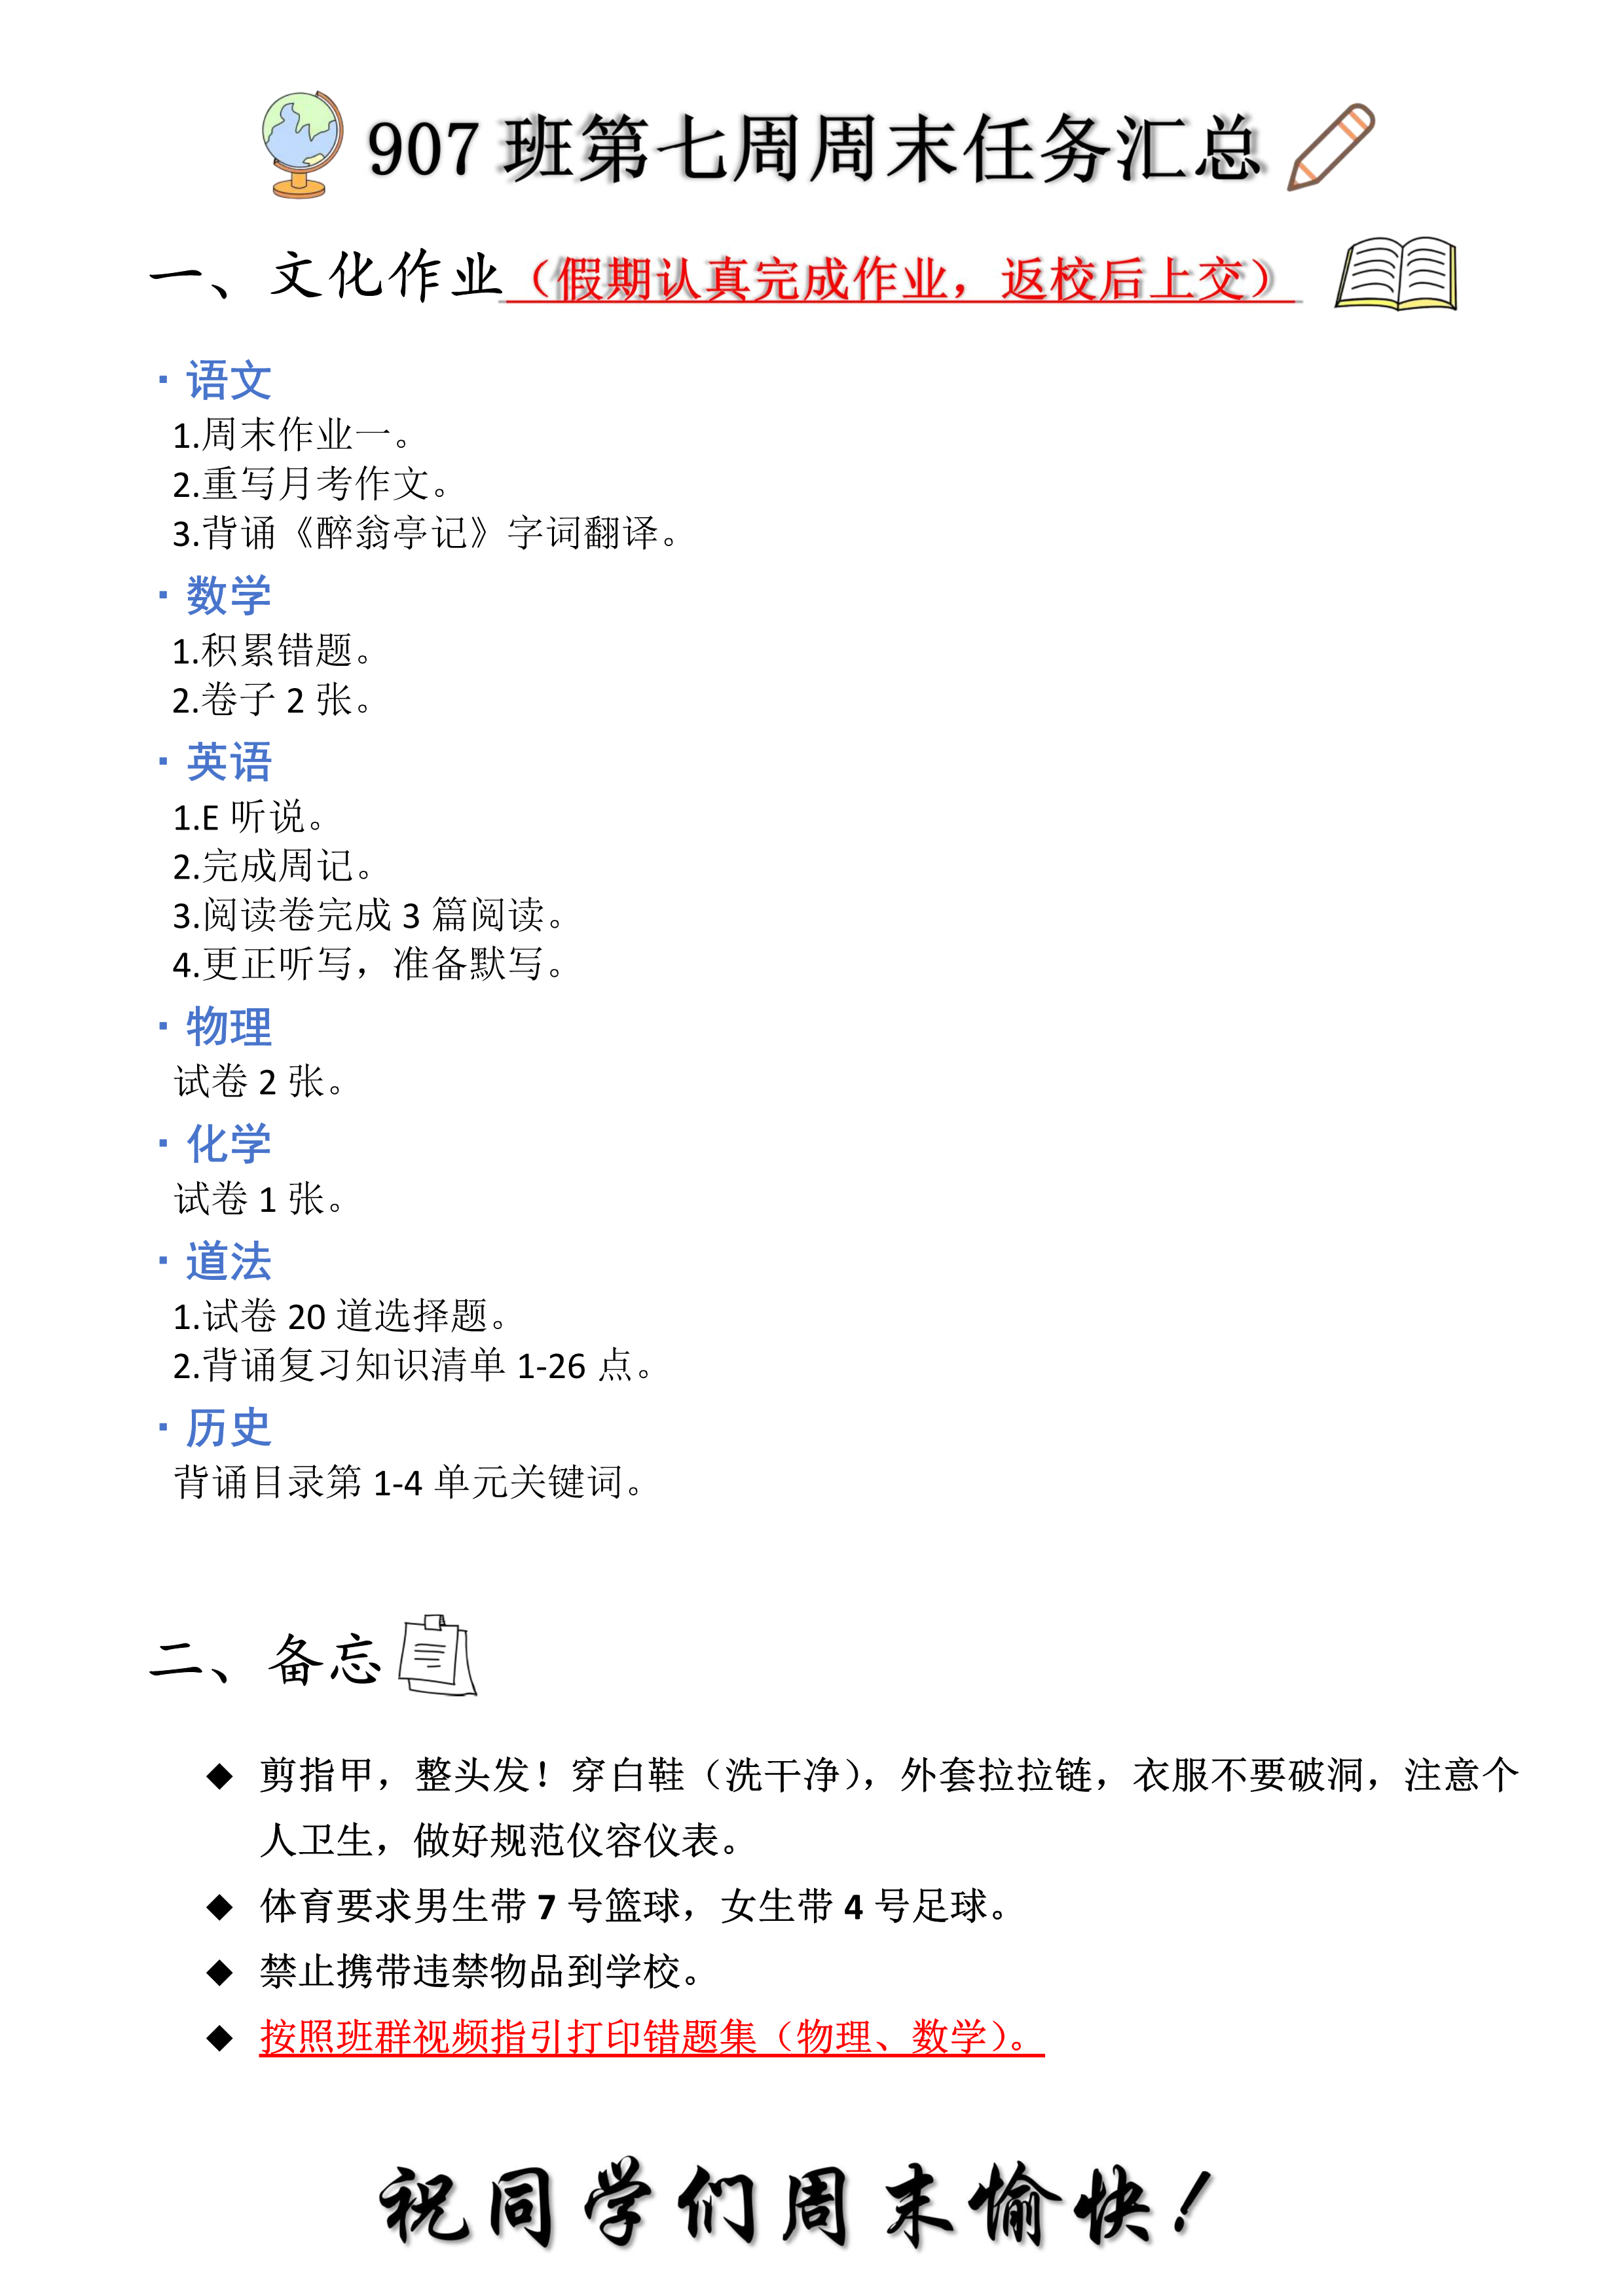 907 班第七周周末任务汇总
一、文化作业（假期认真完成作业，返校后上交）
· 语文
1.周末作业一。
2.重写月考作文。
3.背诵《醉翁亭记》字词翻译。
· 数学
1.积累错题。
2.卷子 2 张。
· 英语
1.E 听说。
2.完成周记。
3.阅读卷完成 3 篇阅读。
4.更正听写，准备默写。
· 物理
试卷 2 张。
· 化学
试卷 1 张。
· 道法
1.试卷 20 道选择题。
2.背诵复习知识清单 1-26 点。
· 历史
背诵目录第 1-4 单元关键词。
二、备忘
◆ 剪指甲，整头发！穿白鞋（洗干净），外套拉拉链，衣服不要破洞，注意个
人卫生，做好规范仪容仪表。
◆ 体育要求男生带 7 号篮球，女生带 4 号足球。
◆ 禁止携带违禁物品到学校。
◆ 按照班群视频指引打印错题集（物理、数学）。
祝同学们周末愉快！